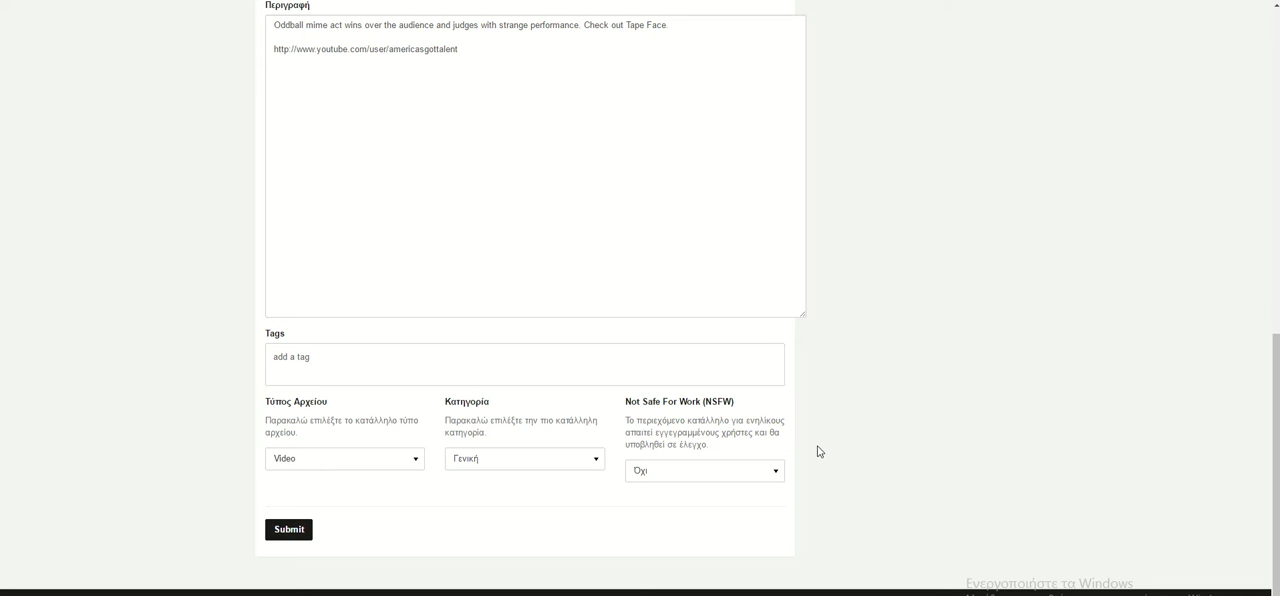 Περιγραφή
Oddball mime act wins over the audience and judges with strange performance. Check out Tape Face.
http://www.youtube.com/user/americasgottalent
Tags
add a tag
Τύπος Αρχείου
Παρακαλώ επιλέξτε το κατάλληλο τύπο
αρχείου.
Video
Κατηγορία
Παρακαλώ επιλέξτε την πιο κατάλληλη
κατηγορία.
Γενική
Not Safe For Work (NSFW)
Το περιεχόμενο κατάλληλο για ενηλίκους
απαιτεί εγγεγραμμένους χρήστες και θα
υποβληθεί σε έλεγχο.
Όχι
Submit
Ενεργοποιήστε τα Windows